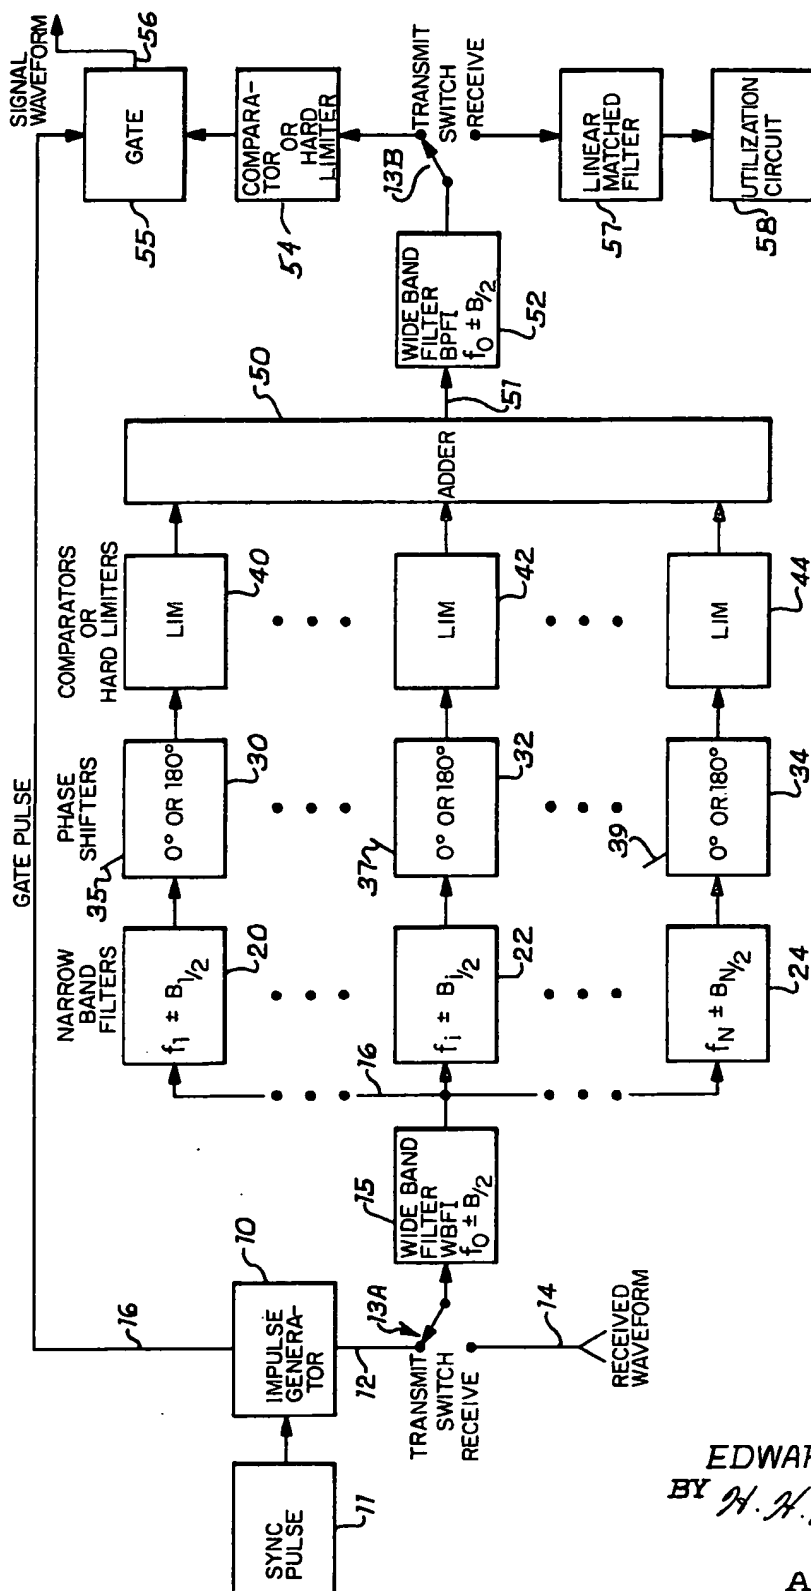 SYNC
PULSE
11
IMPULSE
GENERA-
TOR
10
16
GATE PULSE
12
TRANSMIT
SWITCH
RECEIVE
13A
14
RECEIVED
WAVEFORM
WIDE BAND
FILTER
WBFI
f0 ± B/2
15
16
NARROW
BAND
FILTERS
f1 ± B1/2
20
fi ± Bi/2
22
fN ± BN/2
24
PHASE
SHIFTERS
35
0° OR 180°
30
37
0° OR 180°
32
39
0° OR 180°
34
COMPARATORS
OR
HARD LIMITERS
LIM
40
LIM
42
LIM
44
ADDER
50
51
WIDE BAND
FILTER
BPFI
f0 ± B/2
52
13B
TRANSMIT
SWITCH
RECEIVE
COMPARA-
TOR OR
HARD
LIMITER
54
GATE
55
SIGNAL
WAVEFORM
56
LINEAR
MATCHED
FILTER
57
UTILIZATION
CIRCUIT
58
EDWAR
BY H. H.
A